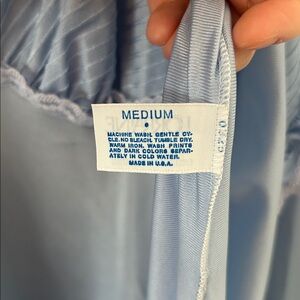 MEDIUM
MACHINE WASH, GENTLE CY-
CLE. NO BLEACH. TUMBLE DRY.
WARM IRON. WASH PRINTS
AND DARK COLORS SEPAR-
ATELY IN COLD WATER.
MADE IN U.S.A.